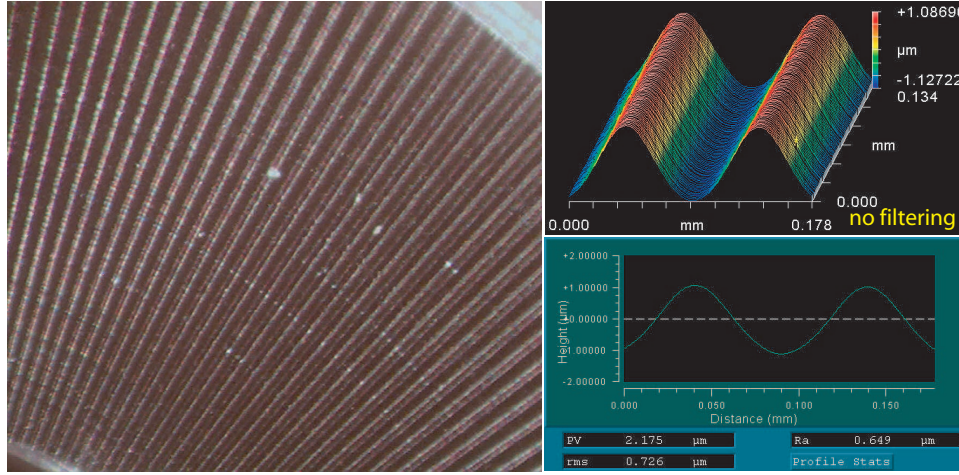 +1.08690
µm
-1.12722
0.134
mm
0.000
0.000 mm 0.178
no filtering
+2.00000
+1.00000
+0.00000
-1.00000
-2.00000
Height (µm)
0.000 0.050 0.100 0.150
Distance (mm)
PV 2.175 µm Ra 0.649 µm
rms 0.726 µm Profile Stats